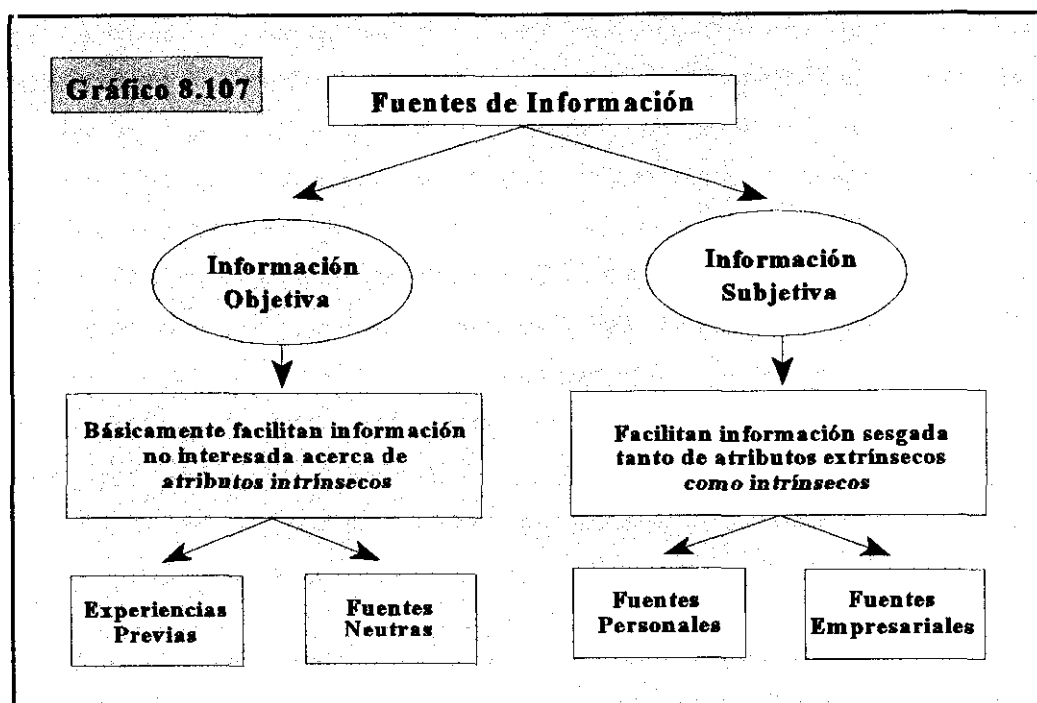 Gráfico 8.107
Fuentes de Información
Información
Objetiva
Información
Subjetiva
Básicamente facilitan información
no interesada acerca de
atributos intrínsecos
Facilitan información sesgada
tanto de atributos extrínsecos
como intrínsecos
Experiencias
Previas
Fuentes
Neutras
Fuentes
Personales
Fuentes
Empresariales